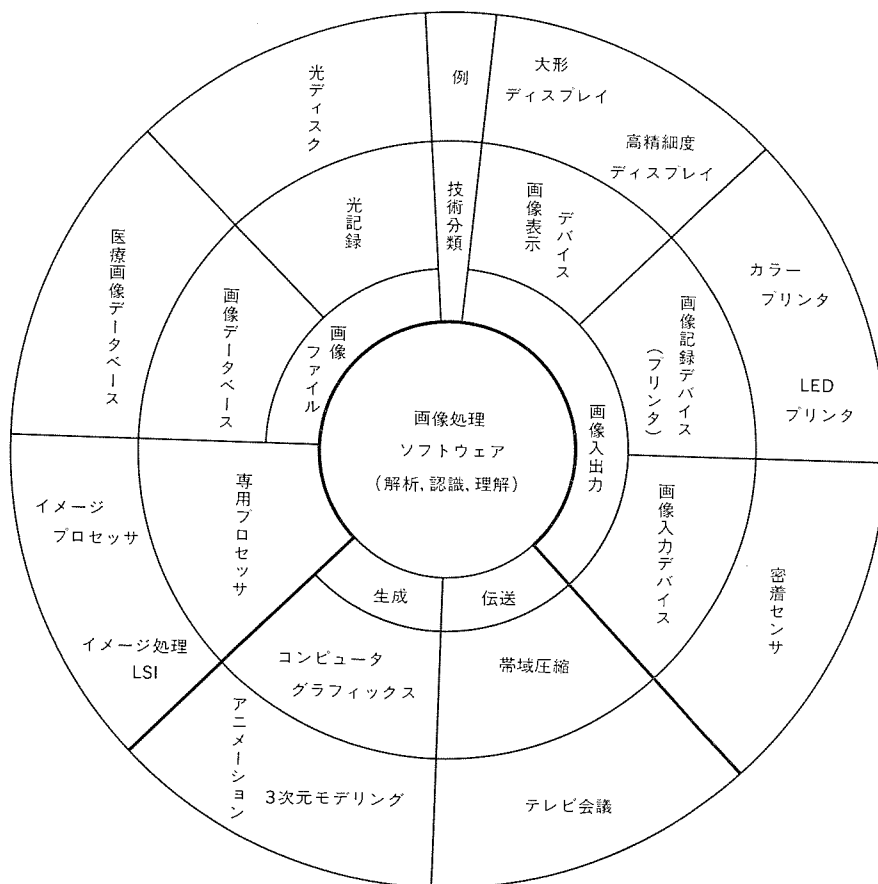 例
技術分類
大形
ディスプレイ
高精細度
ディスプレイ
画像表示
デバイス
カラー
プリンタ
LED
プリンタ
画像記録デバイス
(プリンタ)
密着センサ
画像入力デバイス
画像入出力
テレビ会議
帯域圧縮
伝送
アニメーション
3次元モデリング
コンピュータ
グラフィックス
生成
イメージ
プロセッサ
イメージ処理
LSI
専用プロセッサ
医療画像データベース
画像データベース
画像
ファイル
光ディスク
光記録
画像処理
ソフトウェア
(解析,認識,理解)